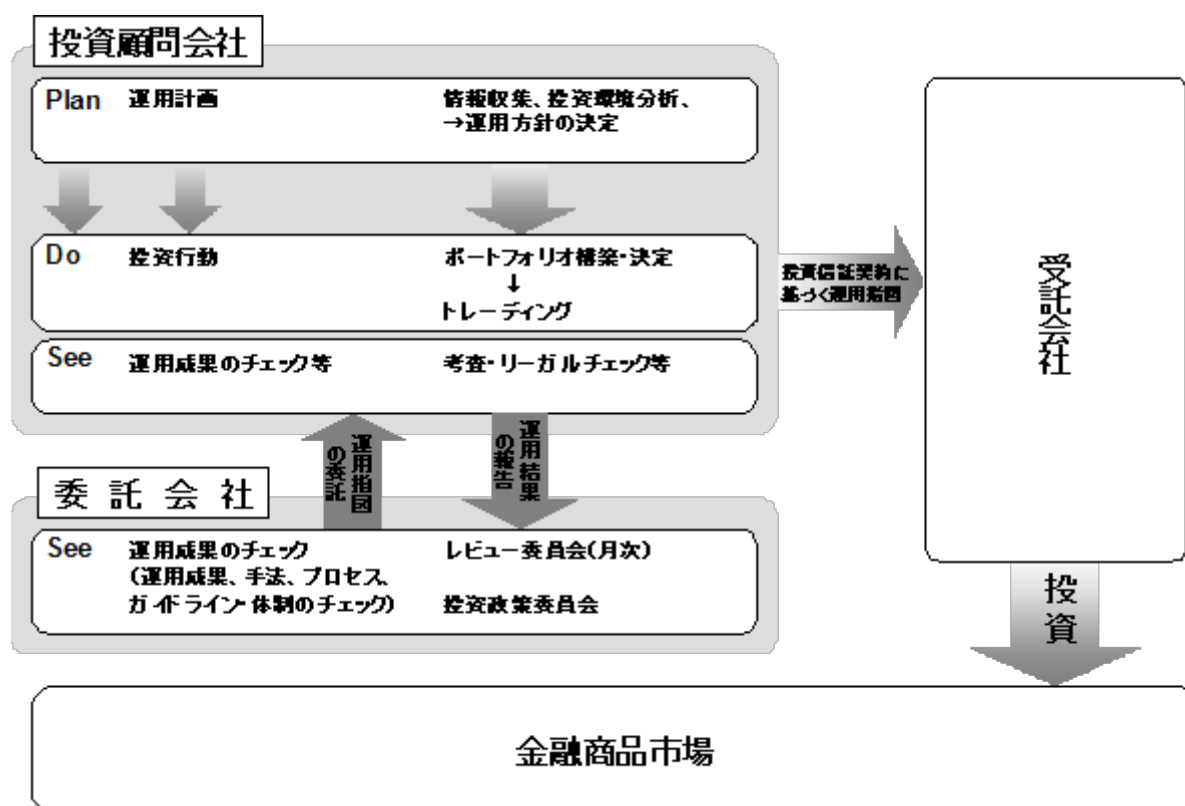 投資顧問会社
Plan 運用計画 情報収集、投資環境分析、
→運用方針の決定
Do 投資行動 ポートフォリオ構築・決定
↓
トレーディング
See 運用成果のチェック等 考査・リーガルチェック等
投資信託契約に
基づく運用指図
受託会社
運用指図
の委託
運用結果
の報告
委託会社
See 運用成果のチェック レビュー委員会(月次)
(運用成果、手法、プロセス、
ガイドライン・体制のチェック) 投資政策委員会
投資
金融商品市場